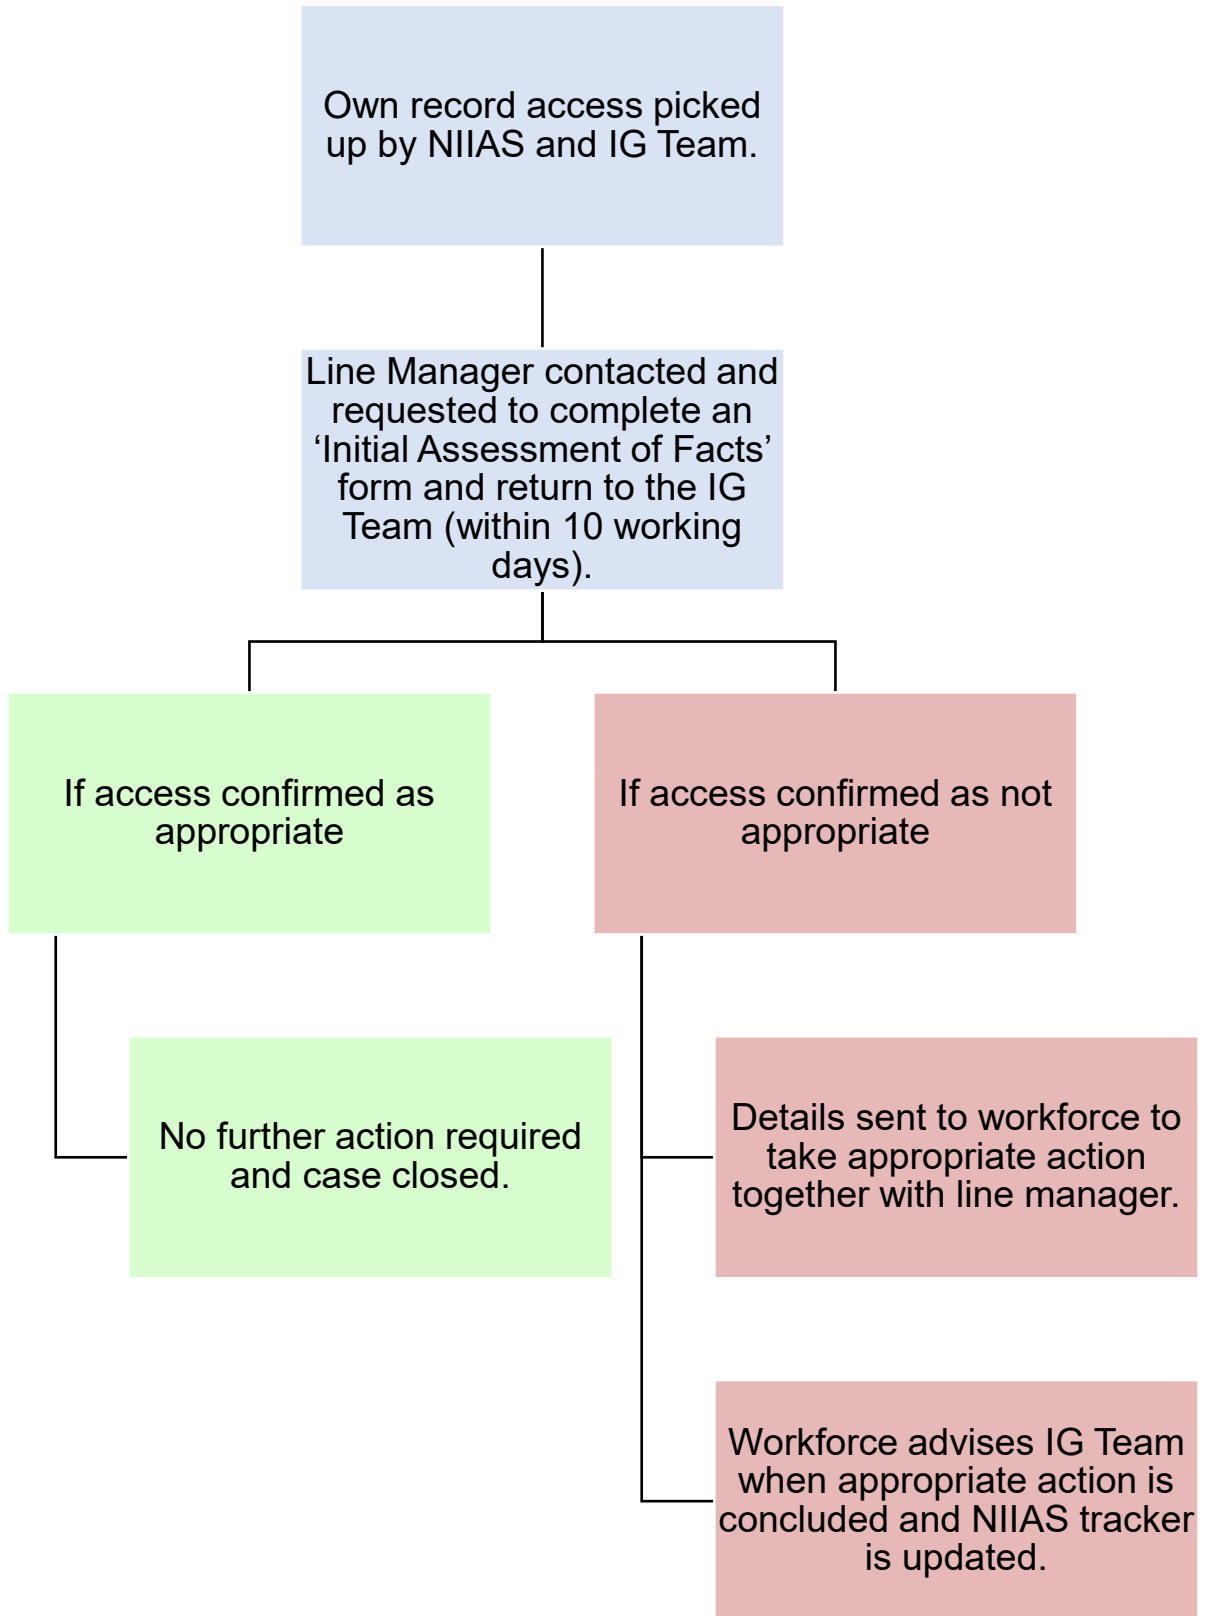 Own record access picked
up by NIIAS and IG Team.
Line Manager contacted and
requested to complete an
‘Initial Assessment of Facts’
form and return to the IG
Team (within 10 working
days).
If access confirmed as
appropriate
If access confirmed as not
appropriate
No further action required
and case closed.
Details sent to workforce to
take appropriate action
together with line manager.
Workforce advises IG Team
when appropriate action is
concluded and NIIAS tracker
is updated.